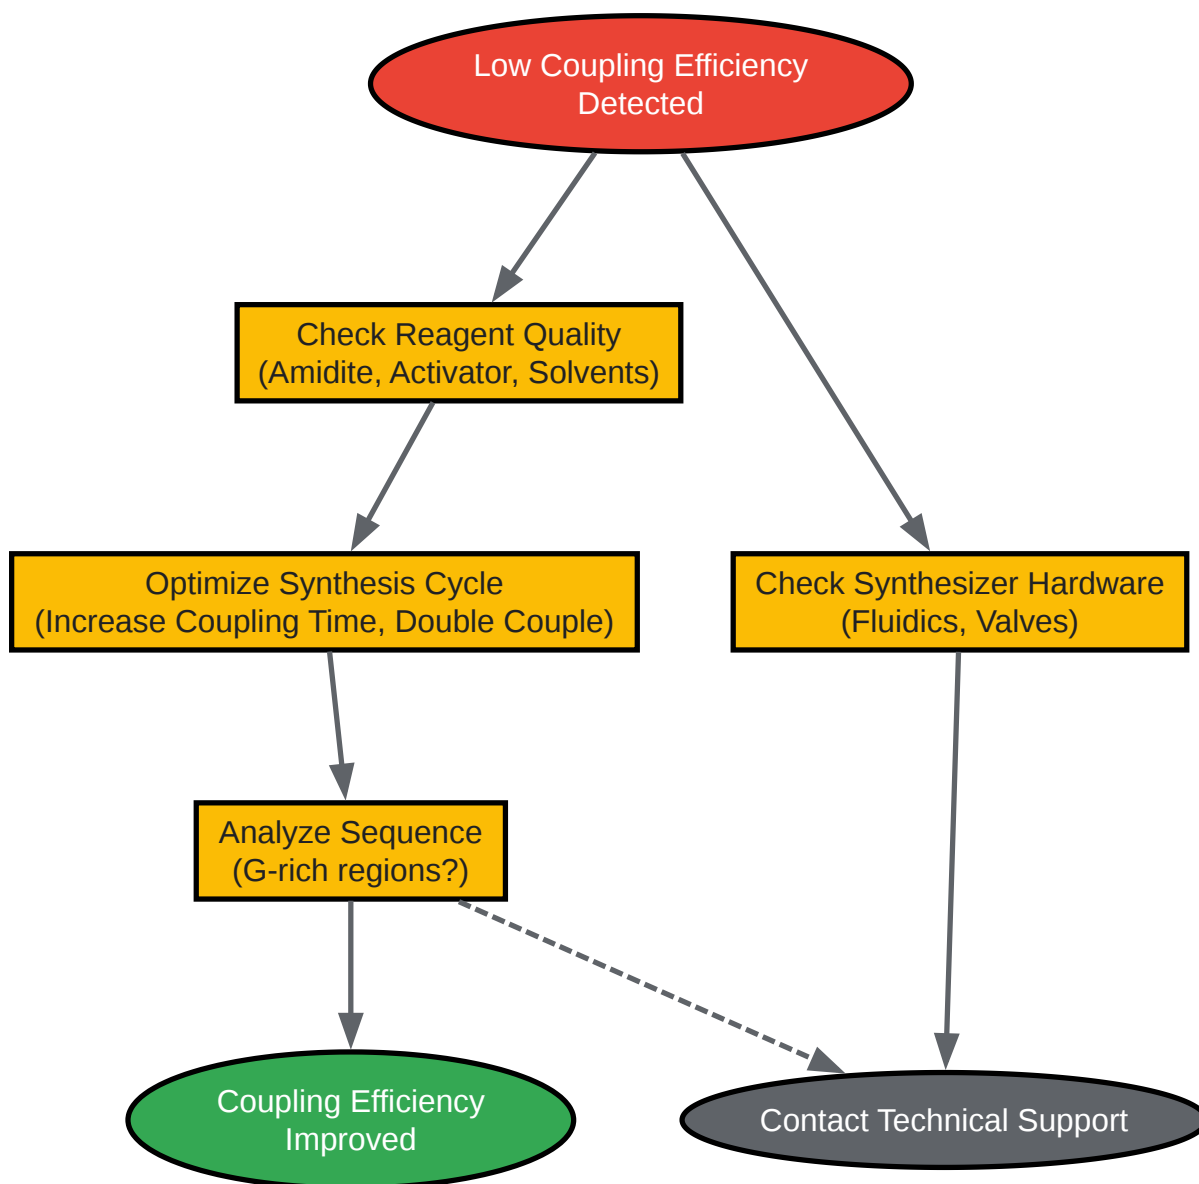 Low Coupling Efficiency
Detected
Check Reagent Quality
(Amidite, Activator, Solvents)
Optimize Synthesis Cycle
(Increase Coupling Time, Double Couple)
Check Synthesizer Hardware
(Fluidics, Valves)
Analyze Sequence
(G-rich regions?)
Coupling Efficiency
Improved
Contact Technical Support